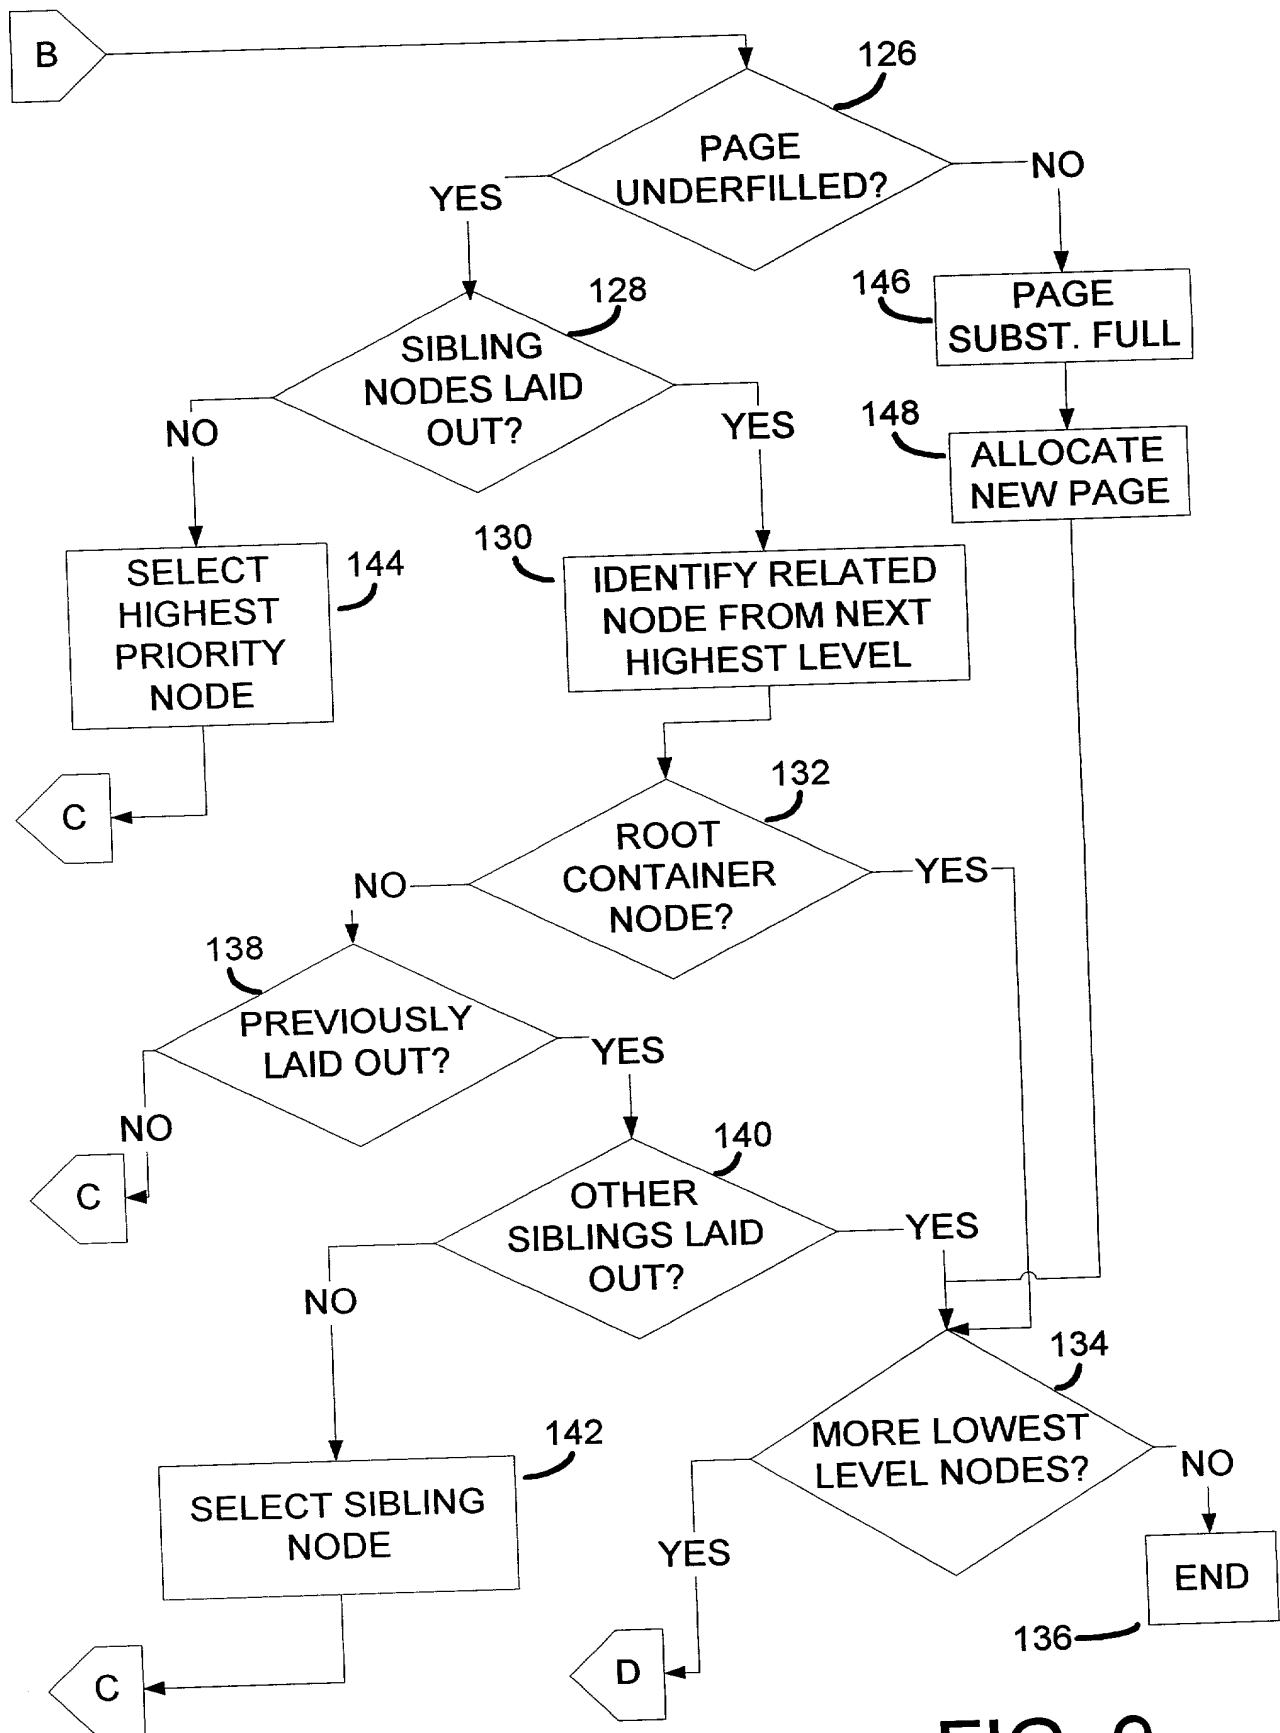 B
126
PAGE
UNDERFILLED?
YES
NO
128
SIBLING
NODES LAID
OUT?
146
PAGE
SUBST. FULL
NO
YES
148
ALLOCATE
NEW PAGE
144
SELECT
HIGHEST
PRIORITY
NODE
130
IDENTIFY RELATED
NODE FROM NEXT
HIGHEST LEVEL
C
132
ROOT
CONTAINER
NODE?
NO
YES
138
PREVIOUSLY
LAID OUT?
YES
NO
C
140
OTHER
SIBLINGS LAID
OUT?
YES
NO
134
MORE LOWEST
LEVEL NODES?
NO
142
SELECT SIBLING
NODE
YES
END
136
C
D
FIG.